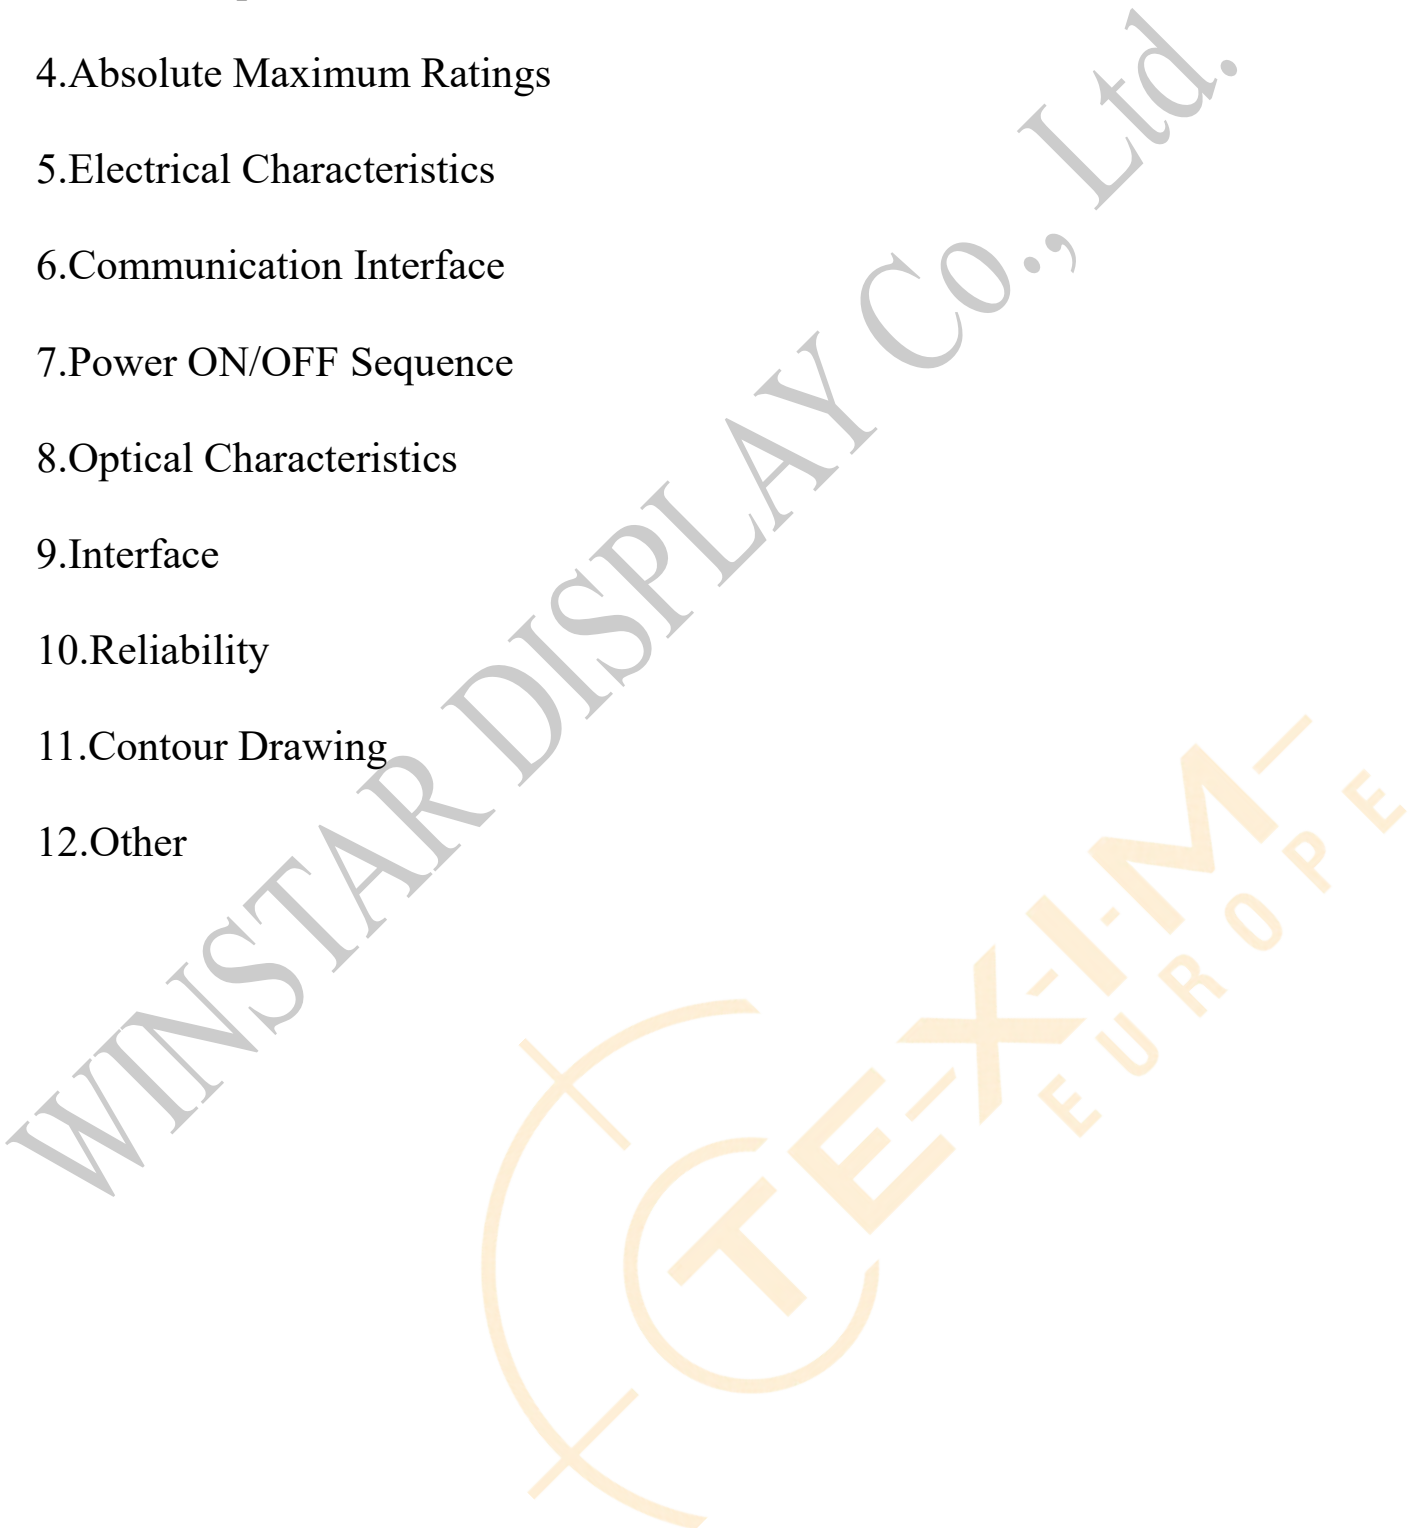 4.Absolute Maximum Ratings
5.Electrical Characteristics
6.Communication Interface
7.Power ON/OFF Sequence
8.Optical Characteristics
9.Interface
10.Reliability
11.Contour Drawing
12.Other
WINSTAR DISPLAY Co., Ltd.
TEXIM
EUROPE